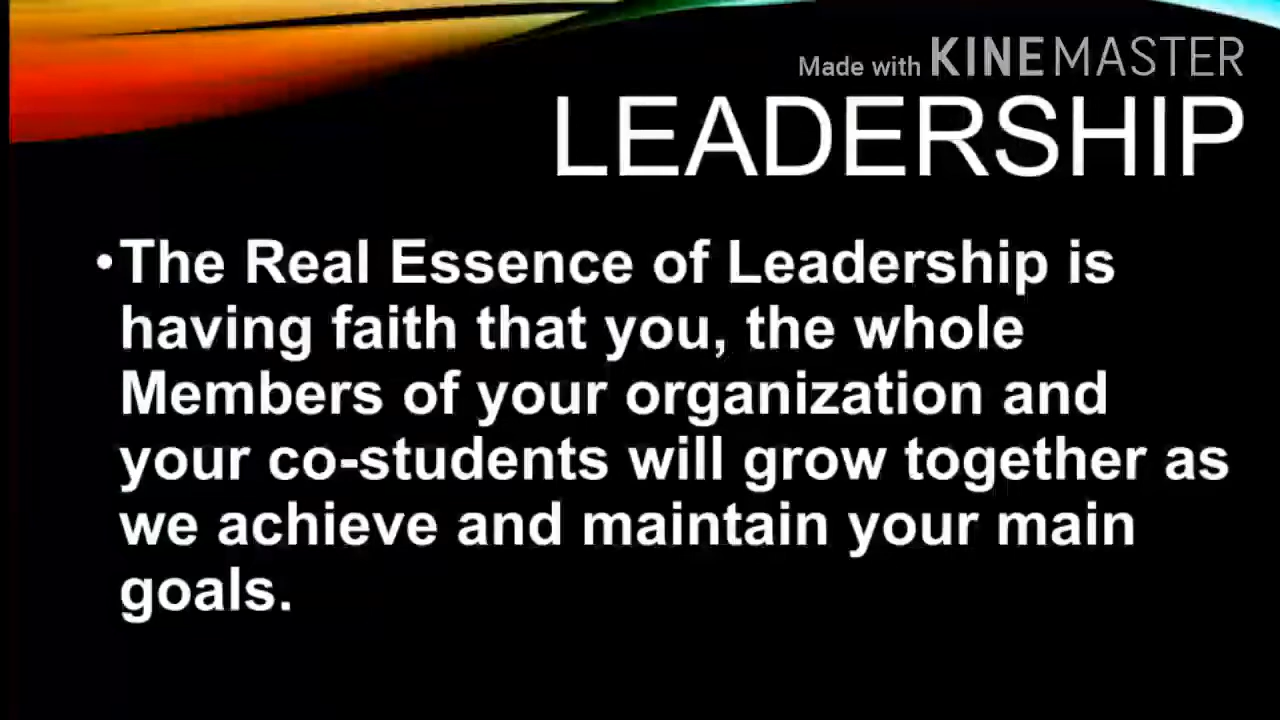 Made with KINEMASTER
LEADERSHIP
•The Real Essence of Leadership is
having faith that you, the whole
Members of your organization and
your co-students will grow together as
we achieve and maintain your main
goals.